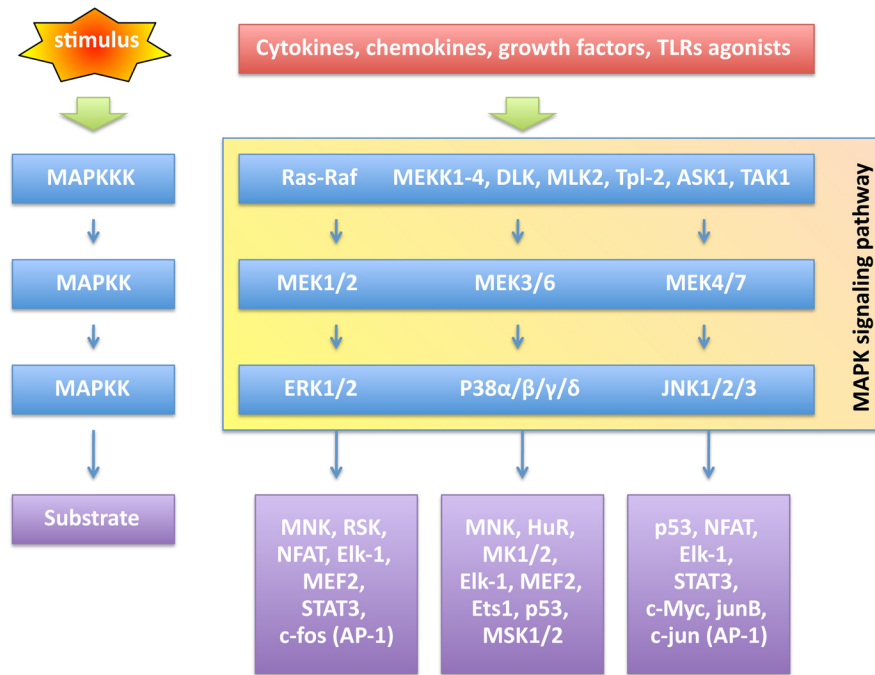 stimulus
Cytokines, chemokines, growth factors, TLRs agonists
MAPKKK
Ras-Raf
MEKK1-4, DLK, MLK2, Tpl-2, ASK1, TAK1
MAPKK
MEK1/2
MEK3/6
MEK4/7
MAPKK
ERK1/2
P38α/β/γ/δ
JNK1/2/3
MAPK signaling pathway
Substrate
MNK, RSK,
NFAT, Elk-1,
MEF2,
STAT3,
c-fos (AP-1)
MNK, HuR,
MK1/2,
Elk-1, MEF2,
Ets1, p53,
MSK1/2
p53, NFAT,
Elk-1,
STAT3,
c-Myc, junB,
c-jun (AP-1)